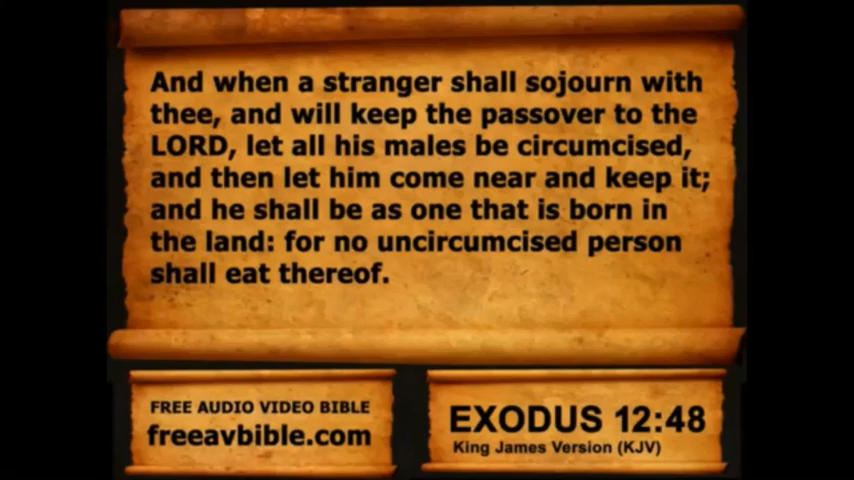 And when a stranger shall sojourn with
thee, and will keep the passover to the
LORD, let all his males be circumcised,
and then let him come near and keep it;
and he shall be as one that is born in
the land: for no uncircumcised person
shall eat thereof.
FREE AUDIO VIDEO BIBLE
freeavbible.com
EXODUS 12:48
King James Version (KJV)